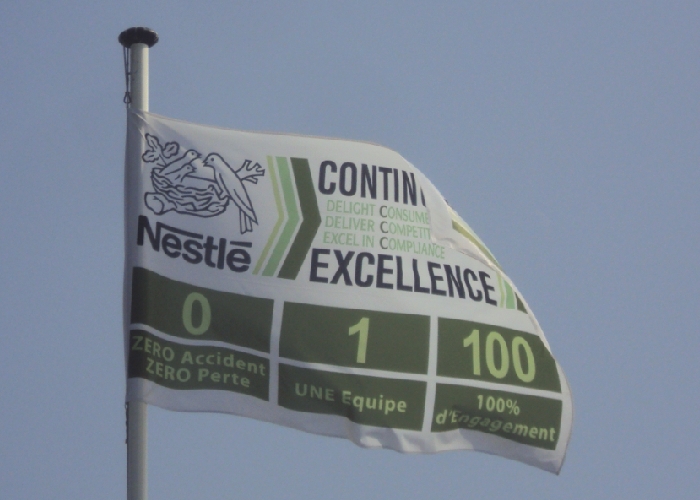 Nestlé
CONTIN
DELIGHT CONSUME
DELIVER COMPETIT
EXCEL IN COMPLIANCE
EXCELLENCE
0
ZERO Accident
ZERO Perte
1
UNE Equipe
100
100%
d'Engagement